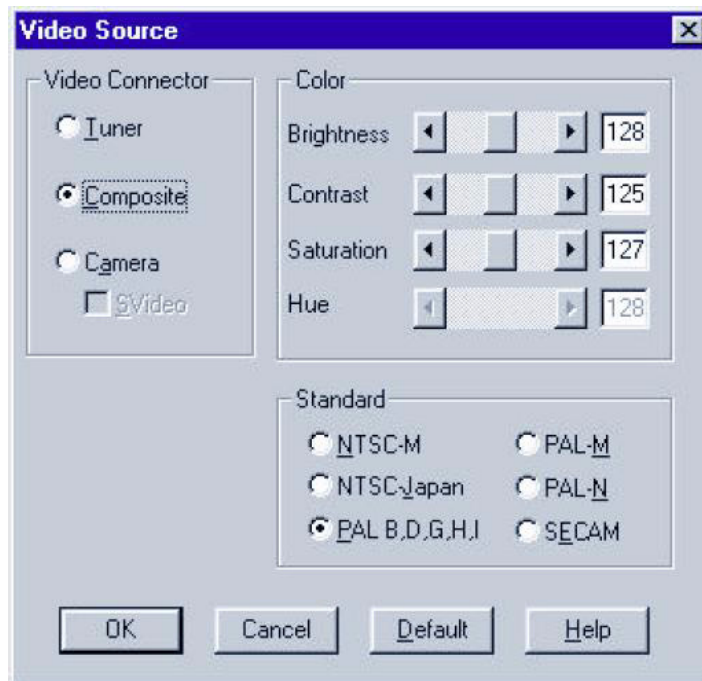 Video Source
Video Connector
Tuner
Composite
Camera
SVideo
Color
Brightness 128
Contrast 125
Saturation 127
Hue 128
Standard
NTSC-M PAL-M
NTSC-Japan PAL-N
PAL B,D,G,H,I SECAM
OK Cancel Default Help